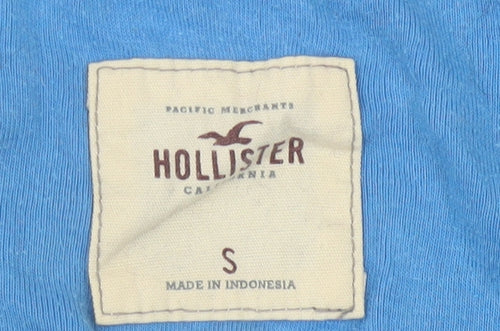 PACIFIC MERCHANTS
HOLLISTER
CALIFORNIA
S
MADE IN INDONESIA